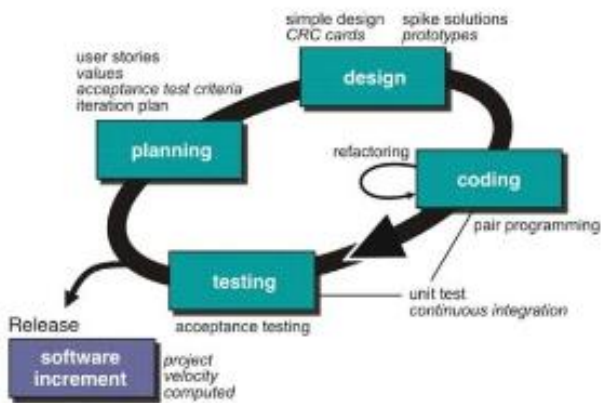 simple design
CRC cards
spike solutions
prototypes
user stories
values
acceptance test criteria
iteration plan
design
planning
refactoring
coding
pair programming
testing
unit test
continuous integration
acceptance testing
Release
software
increment
project
velocity
computed